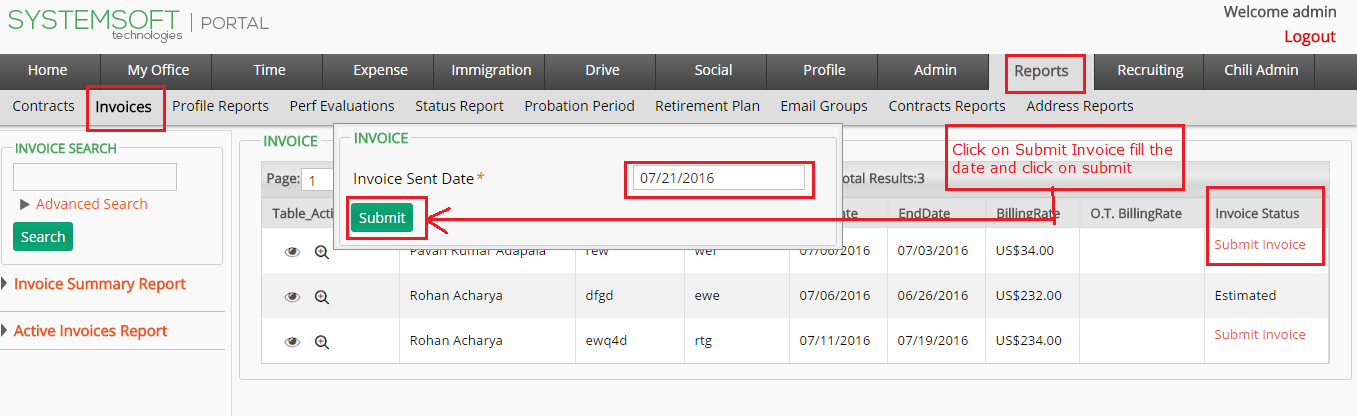 SYSTEMSOFT technologies | PORTAL
Welcome admin
Logout
Home My Office Time Expense Immigration Drive Social Profile Admin Reports Recruiting Chili Admin
Contracts Invoices Profile Reports Perf Evaluations Status Report Probation Period Retirement Plan Email Groups Contracts Reports Address Reports
INVOICE SEARCH
Advanced Search
Search
Invoice Summary Report
Active Invoices Report
INVOICE
Page: 1
Results:3
INVOICE
Invoice Sent Date* 07/21/2016
Submit
Click on Submit Invoice fill the
date and click on submit
EndDate BillingRate O.T. BillingRate Invoice Status
Pavan Kumar Adapala rew wer 07/06/2016 07/03/2016 US$34.00 Submit Invoice
Rohan Acharya dfgd ewe 07/06/2016 06/26/2016 US$232.00 Estimated
Rohan Acharya ewq4d rtg 07/11/2016 07/19/2016 US$234.00 Submit Invoice